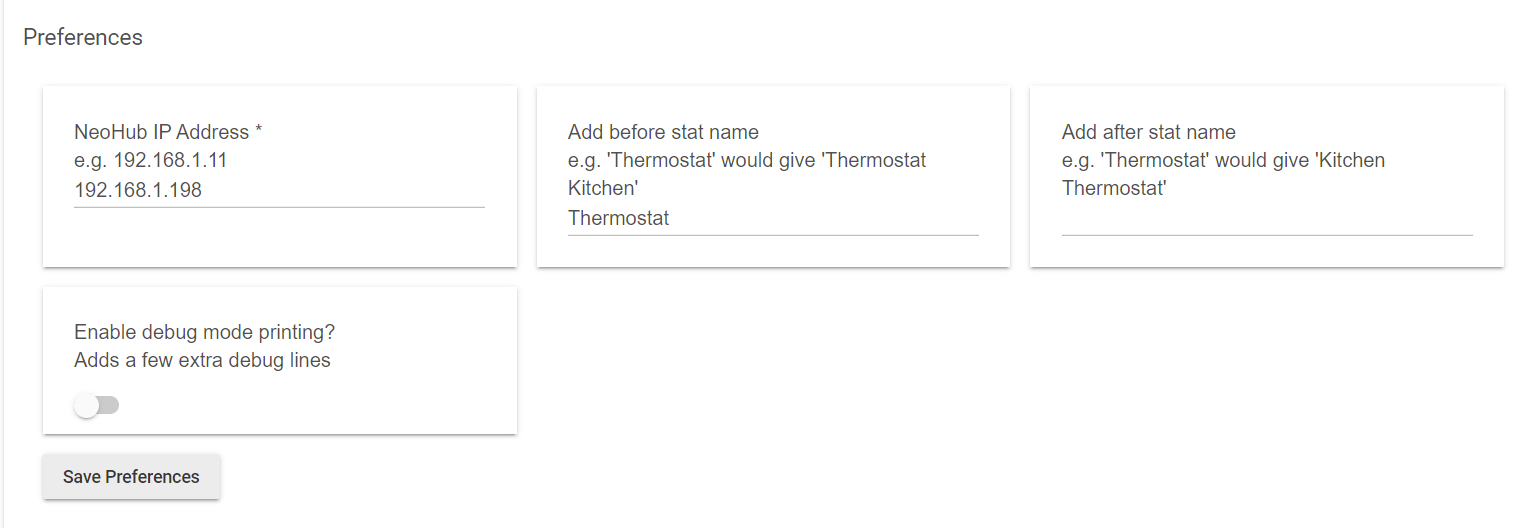 Preferences
NeoHub IP Address *
e.g. 192.168.1.11
192.168.1.198
Add before stat name
e.g. 'Thermostat' would give 'Thermostat
Kitchen'
Thermostat
Add after stat name
e.g. 'Thermostat' would give 'Kitchen
Thermostat'
Enable debug mode printing?
Adds a few extra debug lines
Save Preferences